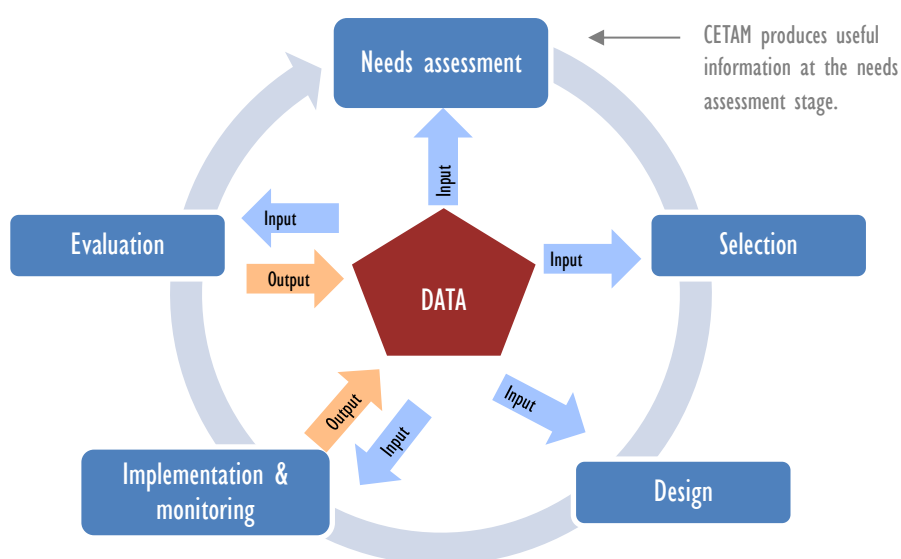 Needs assessment
CETAM produces useful
information at the needs
assessment stage.
Input
Evaluation
Input
Output
DATA
Input
Selection
Output
Input
Input
Implementation &
monitoring
Design